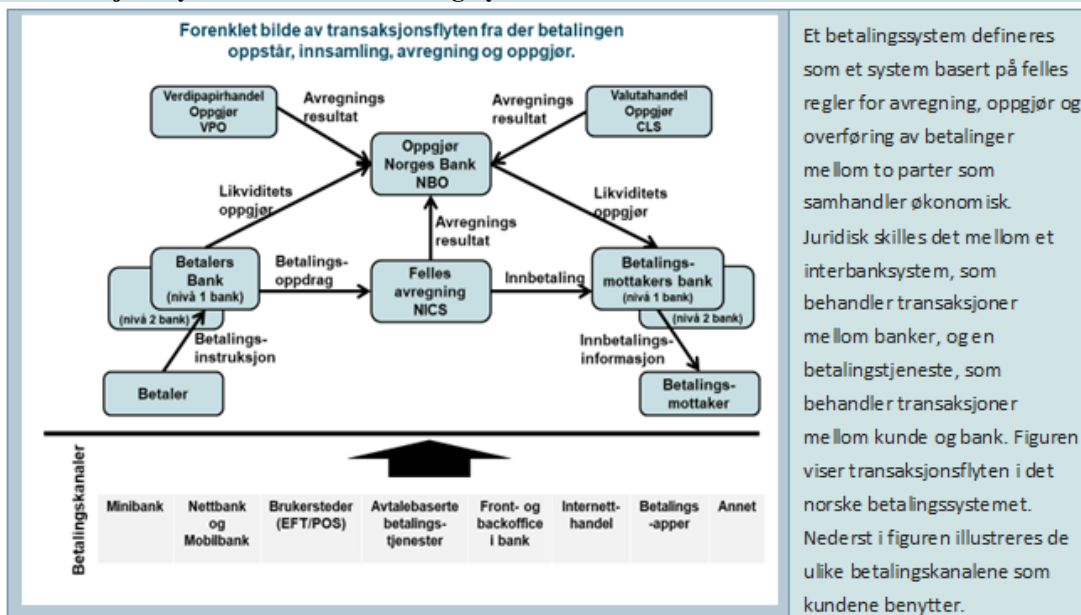 Forenklet bilde av transaksjonsflyten fra der betalingen
oppstår, innsamling, avregning og oppgjør.
Verdipapirhandel
Oppgjør
VPO
Avregnings
resultat
Avregnings
resultat
Valutahandel
Oppgjør
CLS
Oppgjør
Norges Bank
NBO
Likviditets
oppgjør
Avregnings
resultat
Likviditets
oppgjør
Betalers
Bank
(nivå 1 bank)
(nivå 2 bank)
Betalings-
oppdrag
Felles
avregning
NICS
Innbetaling
Betalings-
mottakers bank
(nivå 1 bank)
(nivå 2 bank)
Betalings-
instruksjon
Innbetalings-
informasjon
Betaler
Betalings-
mottaker
Betalingskanaler
Minibank
Nettbank
og
Mobilbank
Brukersteder
(EFT/POS)
Avtalebaserte
betalings-
tjenester
Front- og
backoffice
i bank
Internett-
handel
Betalings
-apper
Annet
Et betalingssystem defineres
som et system basert på felles
regler for avregning, oppgjør og
overføring av betalinger
mellom to parter som
samhandler økonomisk.
Juridisk skilles det mellom et
interbanksystem, som
behandler transaksjoner
mellom banker, og en
betalingstjeneste, som
behandler transaksjoner
mellom kunde og bank. Figuren
viser transaksjonsflyten i det
norske betalingssystemet.
Nederst i figuren illustreres de
ulike betalingskanalene som
kundene benytter.